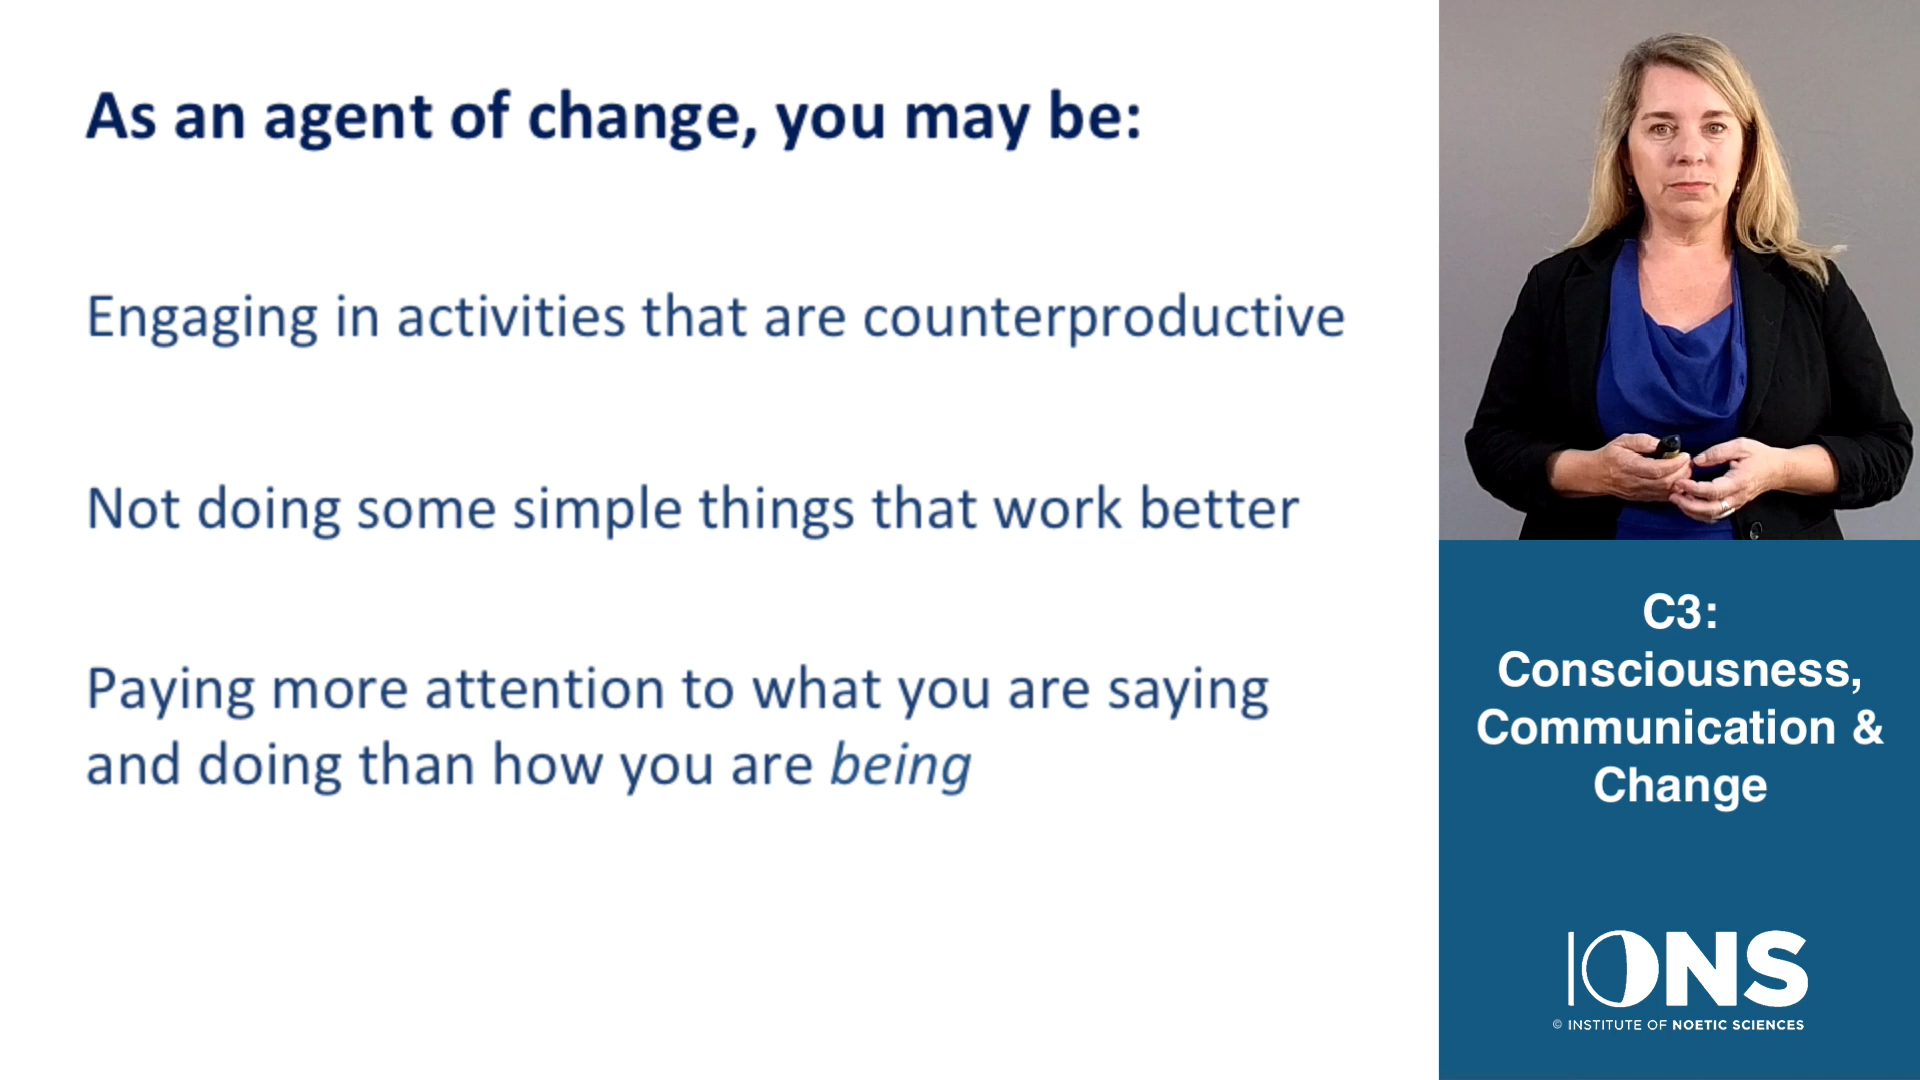 As an agent of change, you may be:
Engaging in activities that are counterproductive
Not doing some simple things that work better
Paying more attention to what you are saying
and doing than how you are being
C3:
Consciousness,
Communication &
Change
IONS
© INSTITUTE OF NOETIC SCIENCES